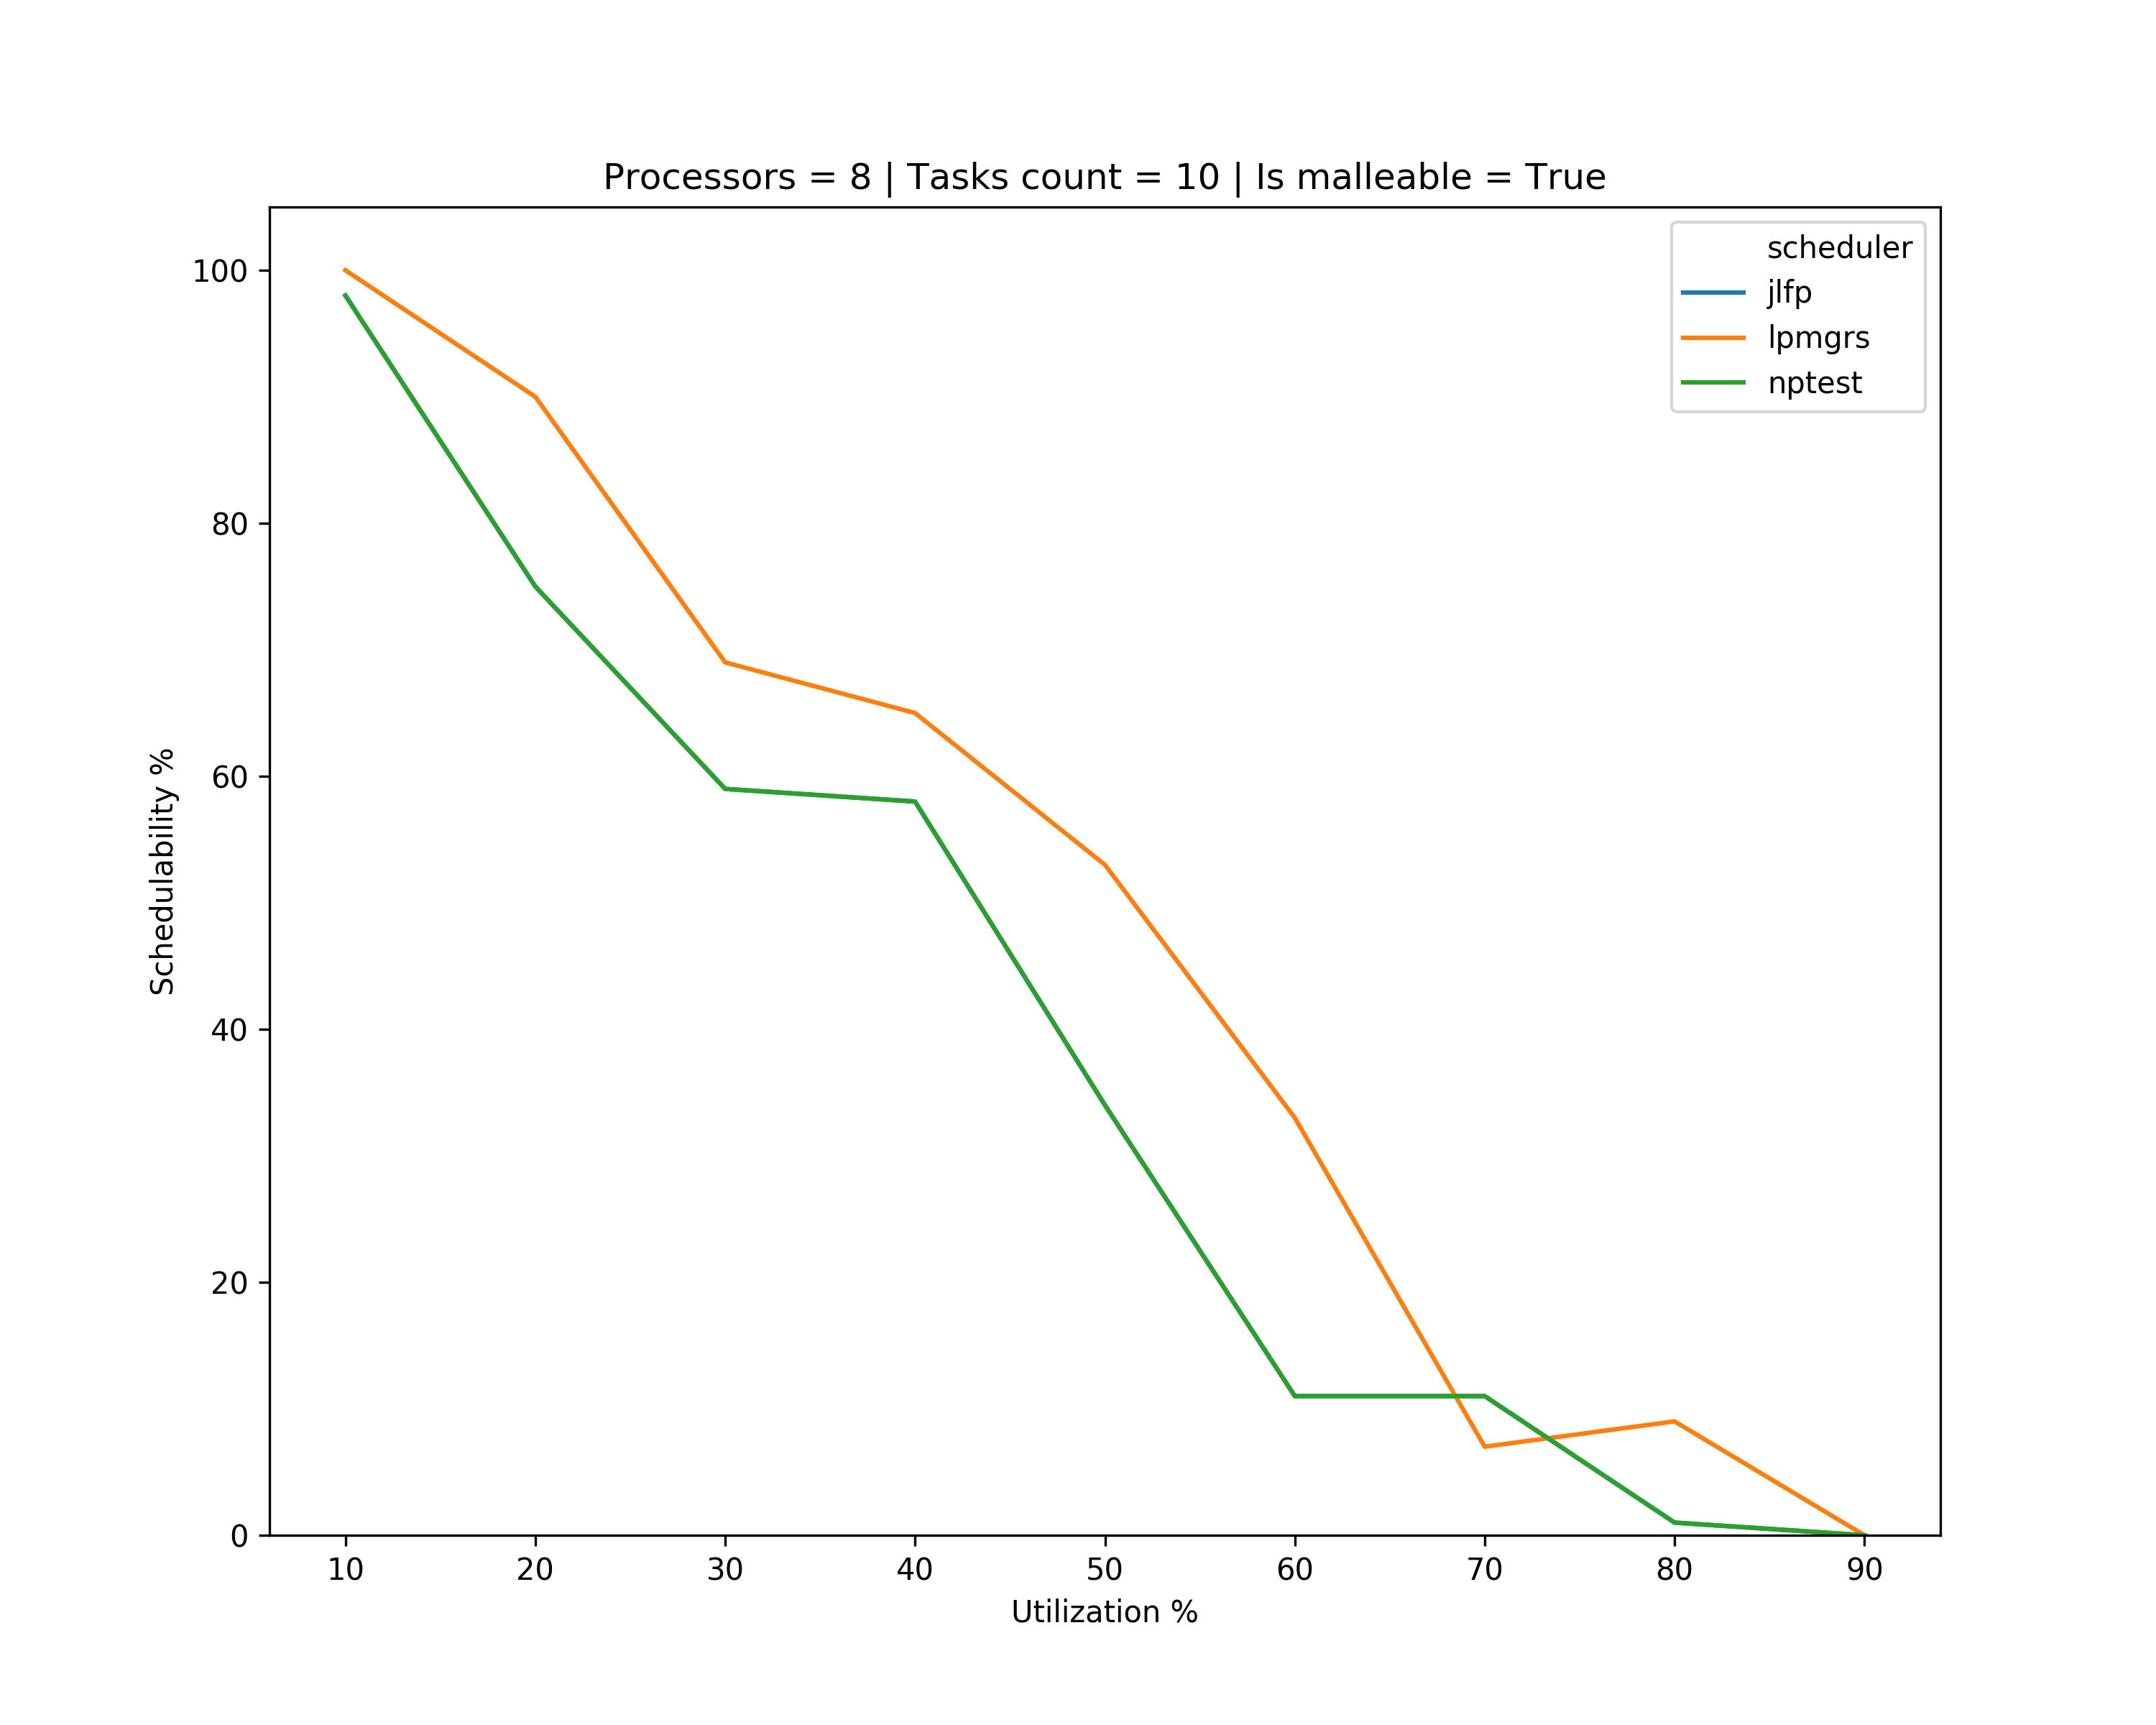 Processors = 8 | Tasks count = 10 | Is malleable = True
scheduler
jlfp
lpmgrs
nptest
Schedulability %
100
80
60
40
20
0
10 20 30 40 50 60 70 80 90
Utilization %